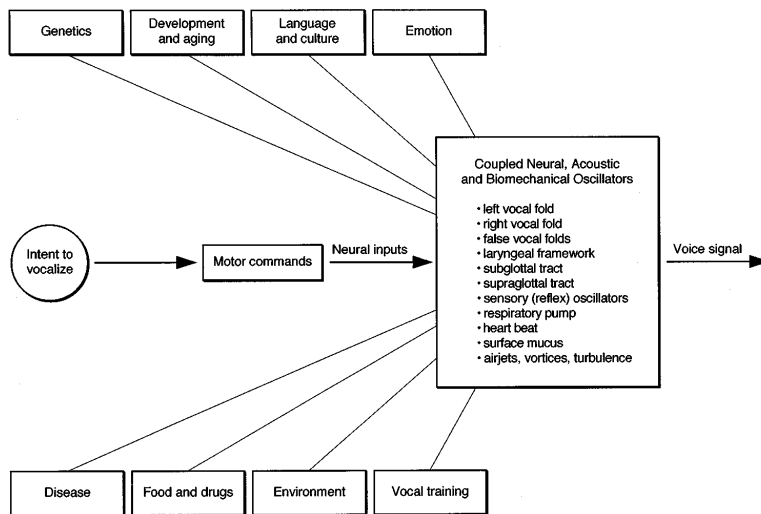 Genetics
Development
and aging
Language
and culture
Emotion
Coupled Neural, Acoustic
and Biomechanical Oscillators
• left vocal fold
• right vocal fold
• false vocal folds
• laryngeal framework
• subglottal tract
• supraglottal tract
• sensory (reflex) oscillators
• respiratory pump
• heart beat
• surface mucus
• airjets, vortices, turbulence
Intent to
vocalize
Motor commands
Neural inputs
Voice signal
Disease
Food and drugs
Environment
Vocal training